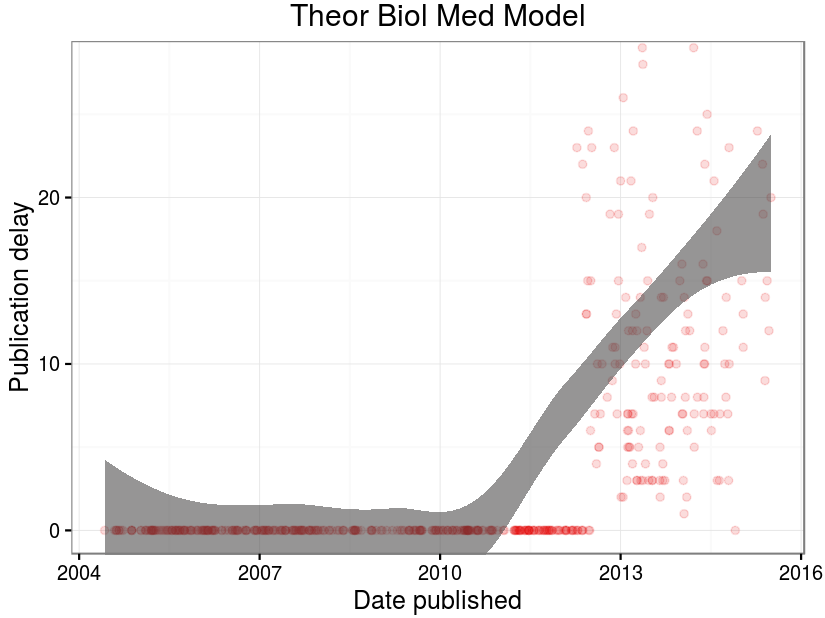 Theor Biol Med Model
Publication delay
20
10
0
2004 2007 2010 2013 2016
Date published